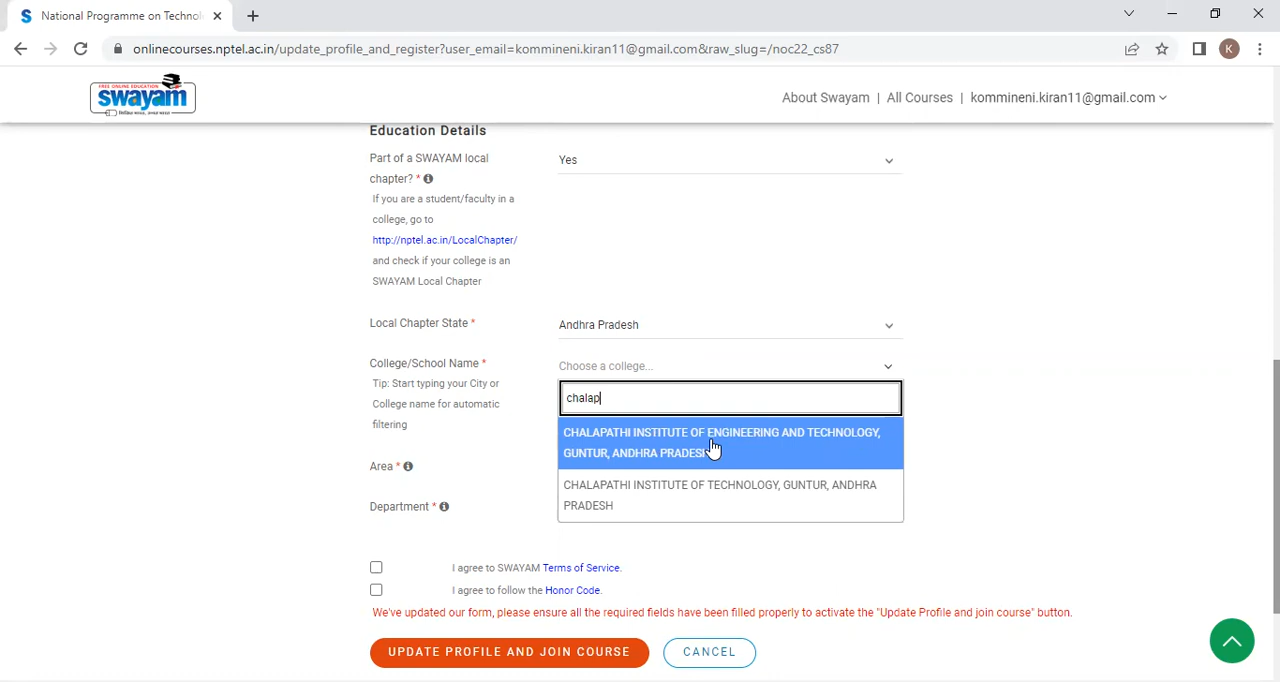 National Programme on Technolo
onlinecourses.nptel.ac.in/update_profile_and_register?user_email=kommineni.kiran11@gmail.com&raw_slug=/noc22_cs87
K
FREE ONLINE EDUCATION
swayam
About Swayam | All Courses | kommineni.kiran11@gmail.com
Education Details
Part of a SWAYAM local
chapter? *
Yes
If you are a student/faculty in a
college, go to
http://nptel.ac.in/LocalChapter/
and check if your college is an
SWAYAM Local Chapter
Local Chapter State *
Andhra Pradesh
College/School Name *
Choose a college...
Tip: Start typing your City or
College name for automatic
filtering
chalap
CHALAPATHI INSTITUTE OF ENGINEERING AND TECHNOLOGY,
GUNTUR, ANDHRA PRADESH
CHALAPATHI INSTITUTE OF TECHNOLOGY, GUNTUR, ANDHRA
PRADESH
Area *
Department *
I agree to SWAYAM Terms of Service.
I agree to follow the Honor Code.
We've updated our form, please ensure all the required fields have been filled properly to activate the "Update Profile and join course" button.
UPDATE PROFILE AND JOIN COURSE
CANCEL